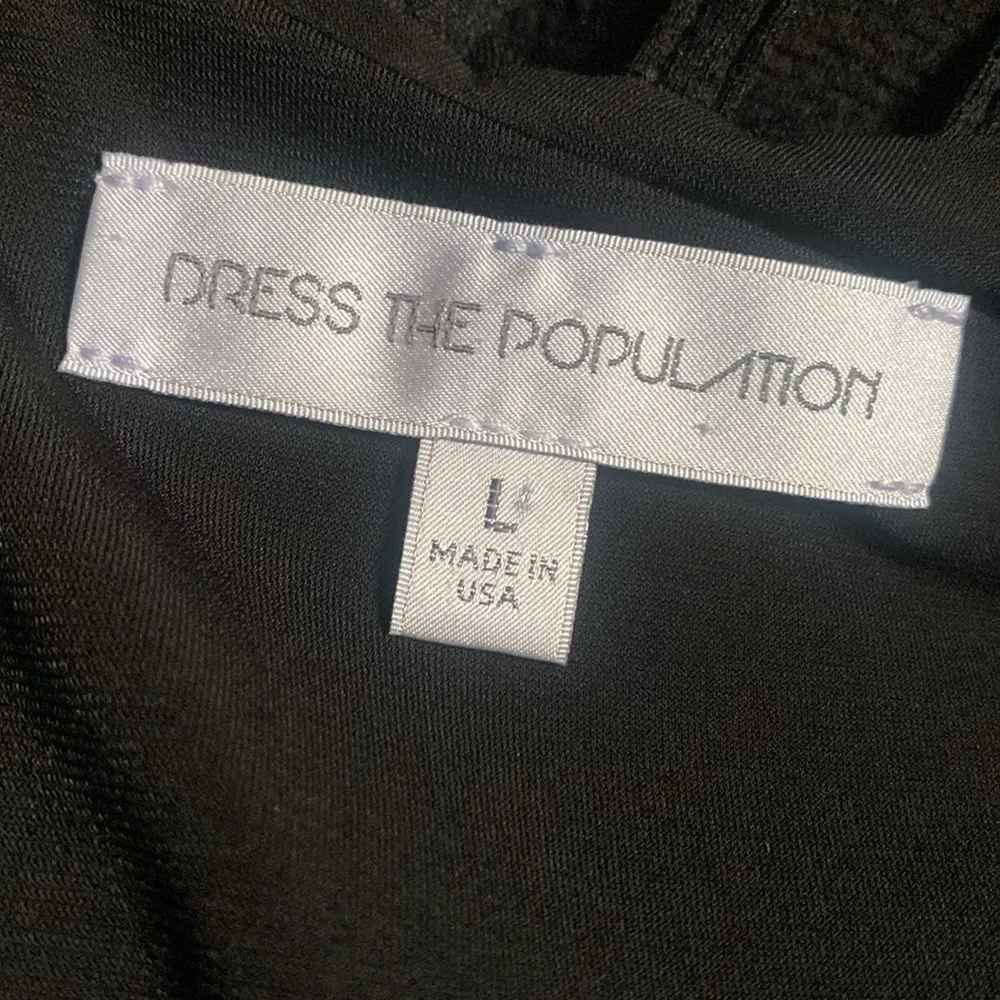 DRESS THE POPULATION
L
MADE IN
USA